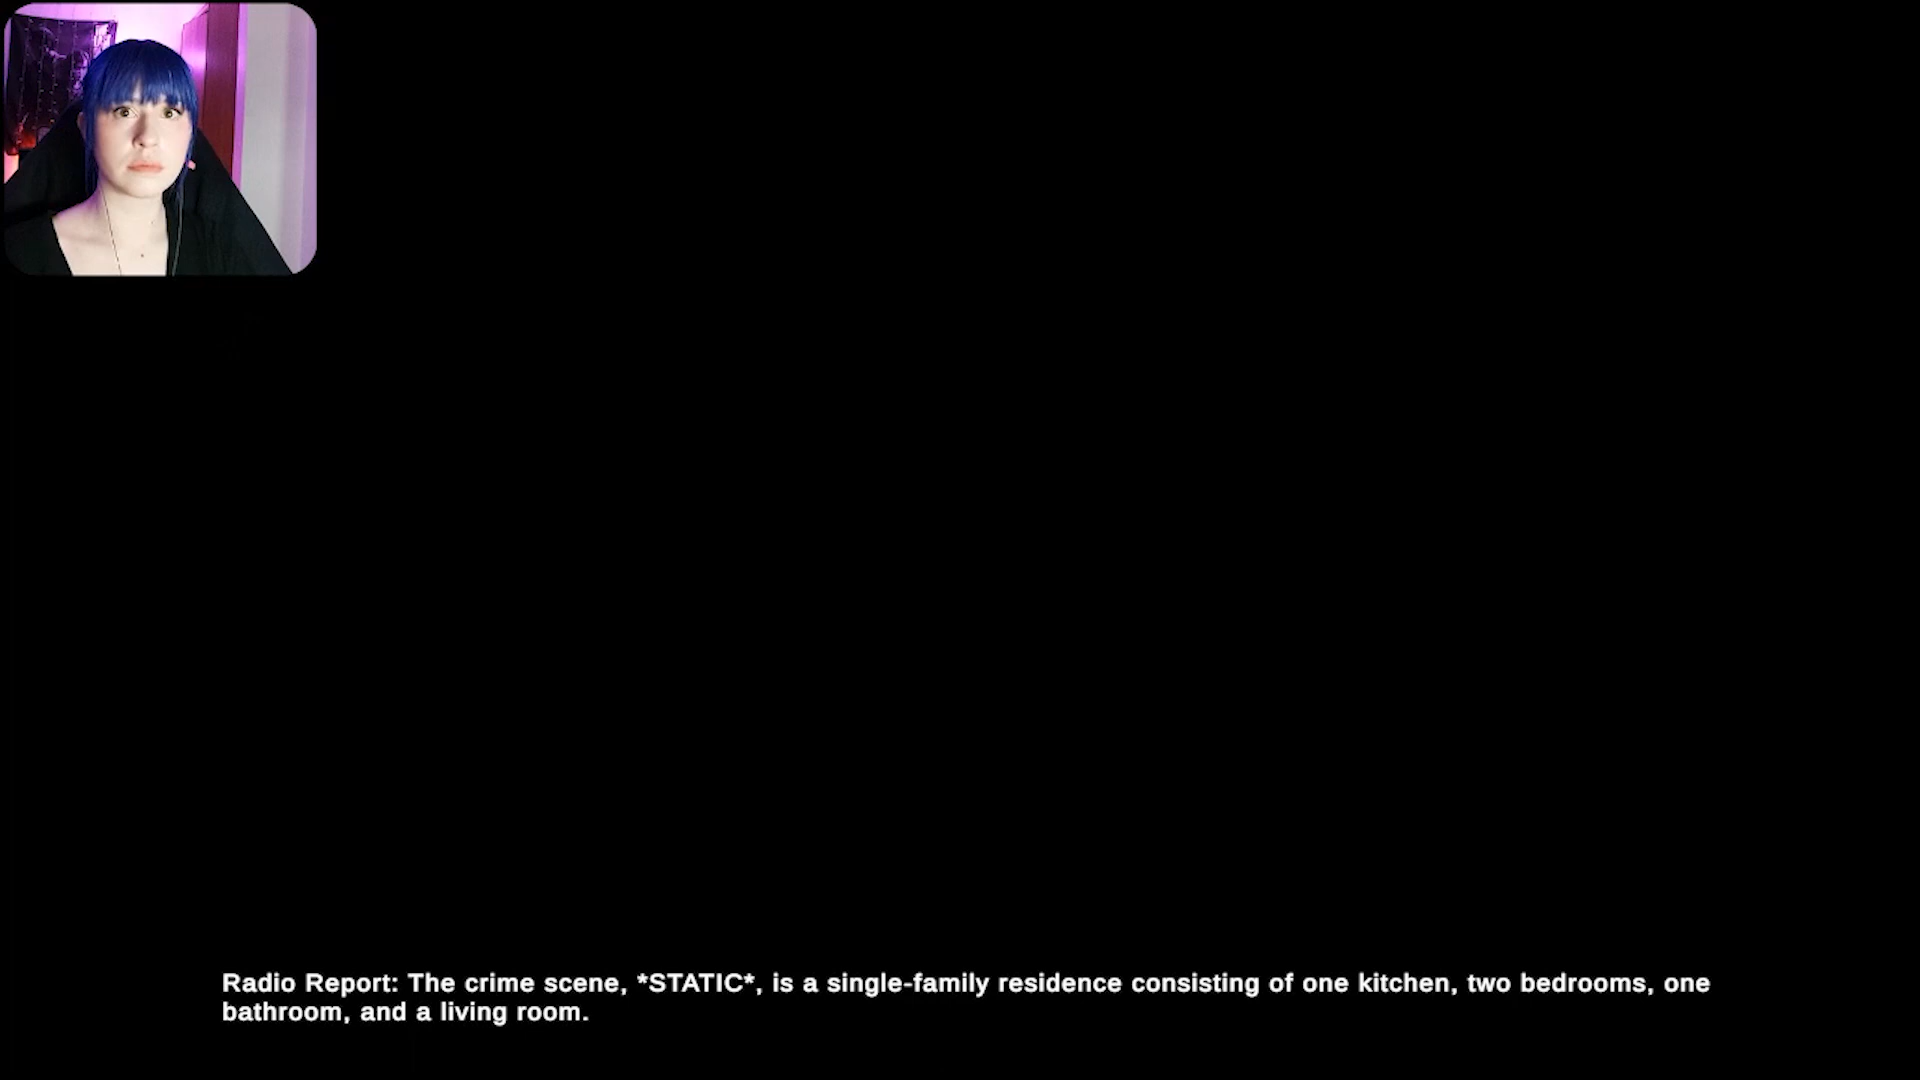 Radio Report: The crime scene, *STATIC*, is a single-family residence consisting of one kitchen, two bedrooms, one
bathroom, and a living room.